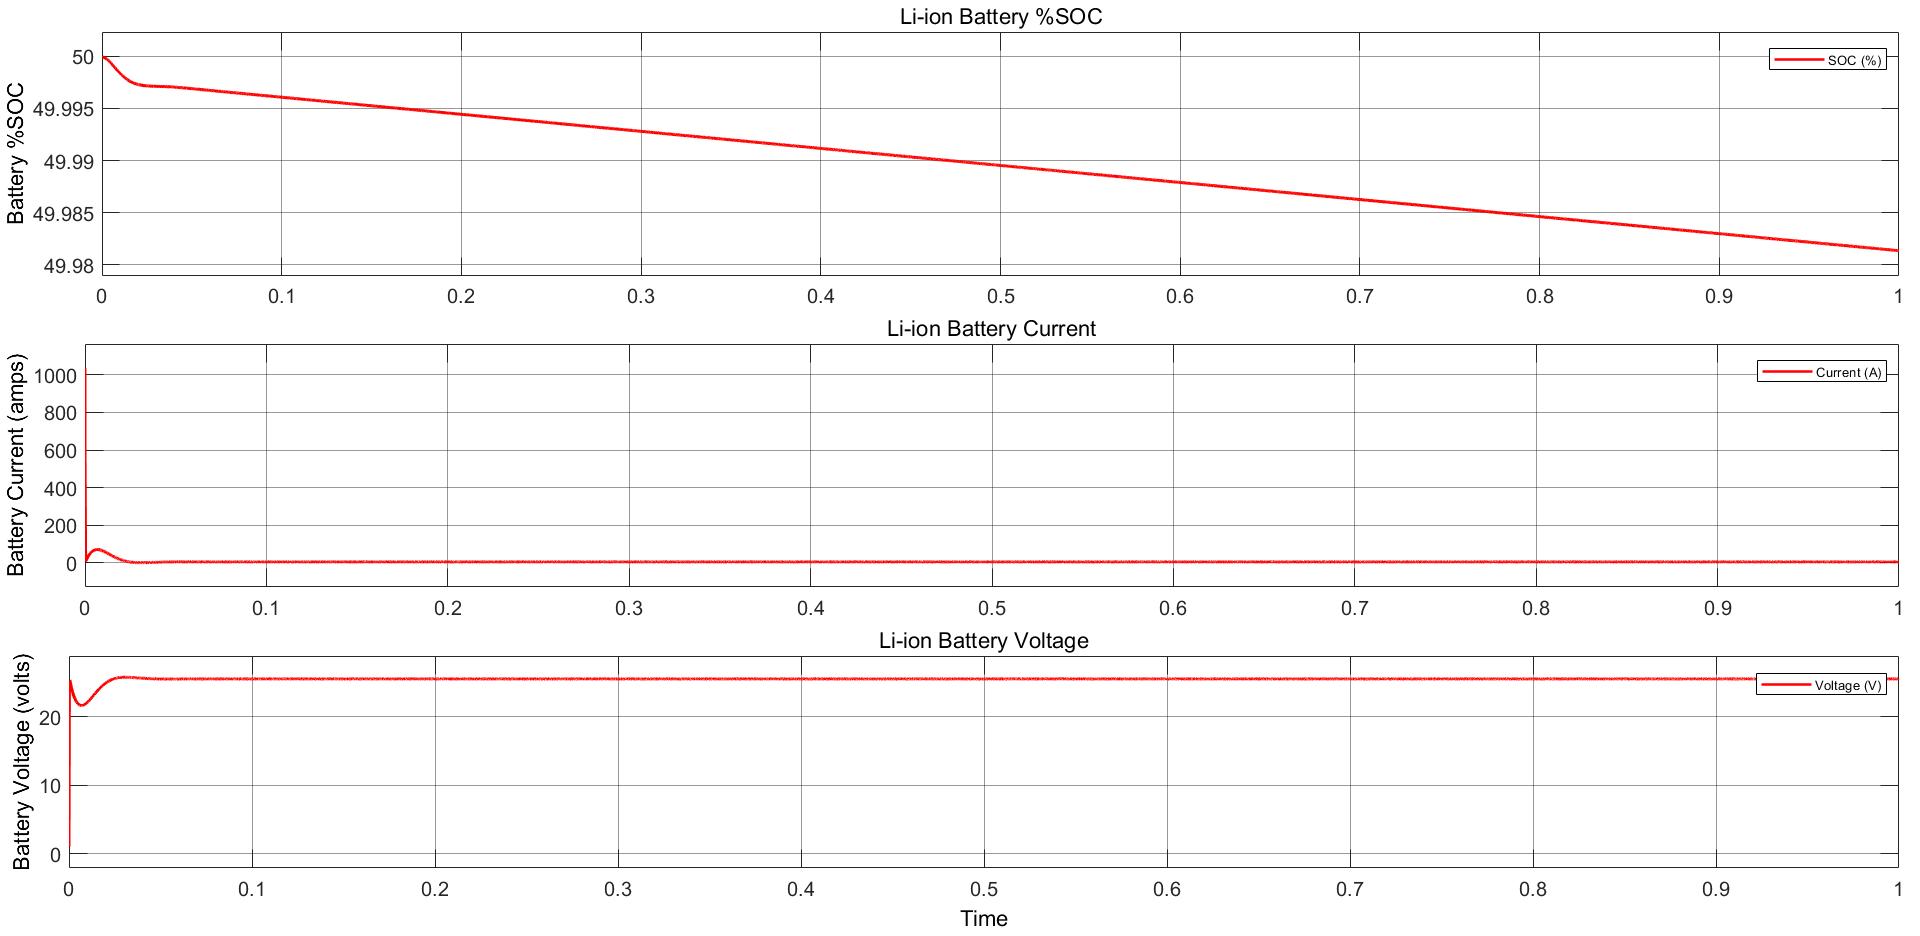 Li-ion Battery %SOC
Battery %SOC
50
49.995
49.99
49.985
49.98
SOC (%)
0 0.1 0.2 0.3 0.4 0.5 0.6 0.7 0.8 0.9 1
Li-ion Battery Current
Battery Current (amps)
1000
800
600
400
200
0
Current (A)
0 0.1 0.2 0.3 0.4 0.5 0.6 0.7 0.8 0.9 1
Li-ion Battery Voltage
Battery Voltage (volts)
20
10
0
Voltage (V)
0 0.1 0.2 0.3 0.4 0.5 0.6 0.7 0.8 0.9 1
Time